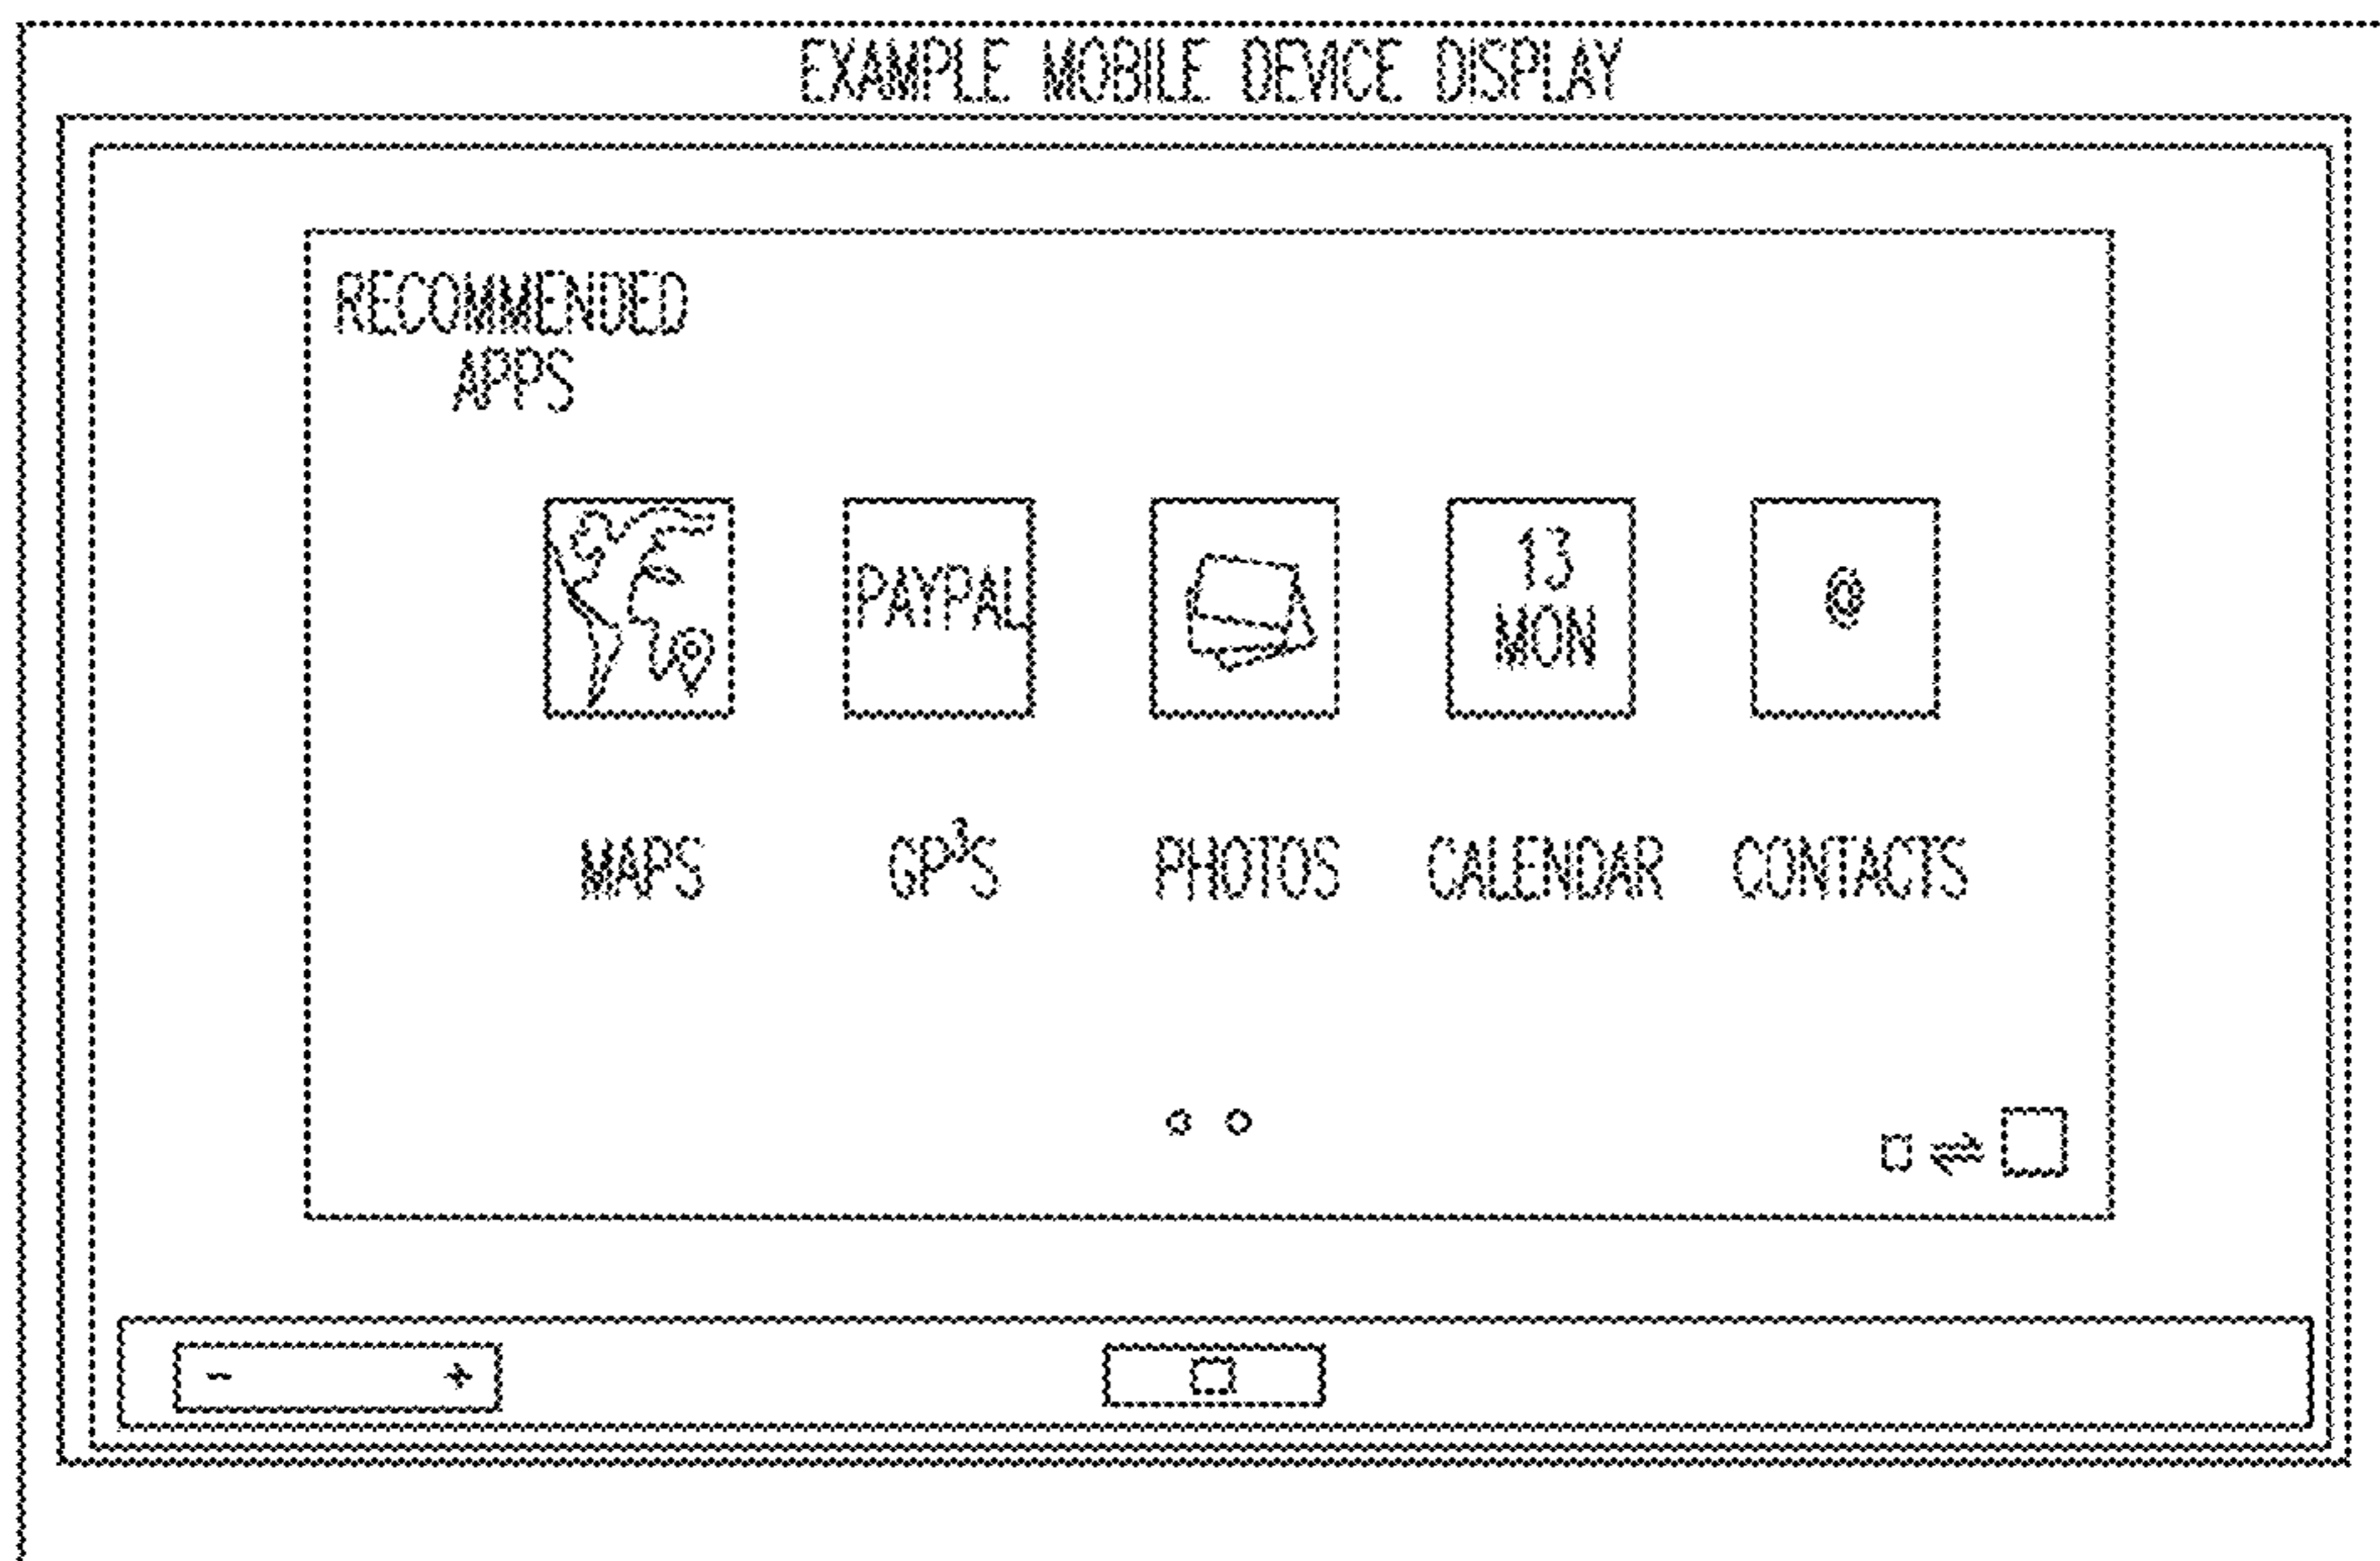 EXAMPLE MOBILE DEVICE DISPLAY
RECOMMENDED
APPS
PAYPAL
13
MON
@
MAPS GP³S PHOTOS CALENDAR CONTACTS
- +